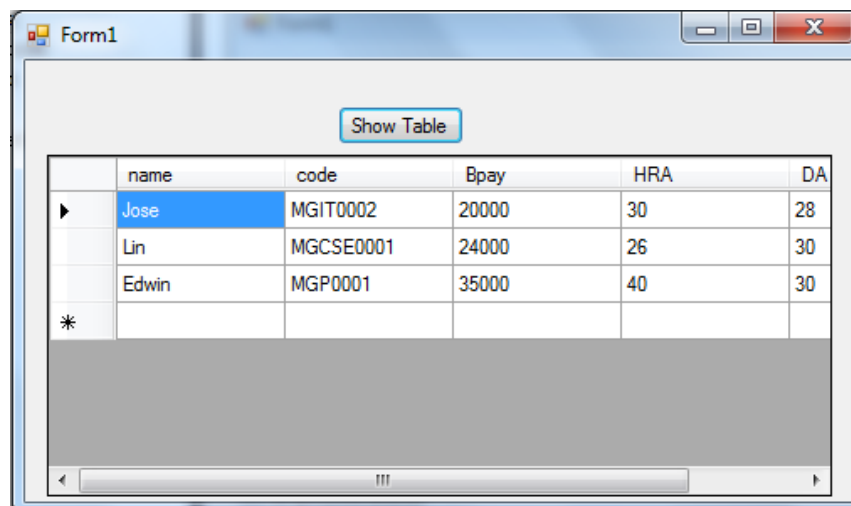 Form1
Show Table
name code Bpay HRA DA
Jose MGIT0002 20000 30 28
Lin MGCSE0001 24000 26 30
Edwin MGP0001 35000 40 30